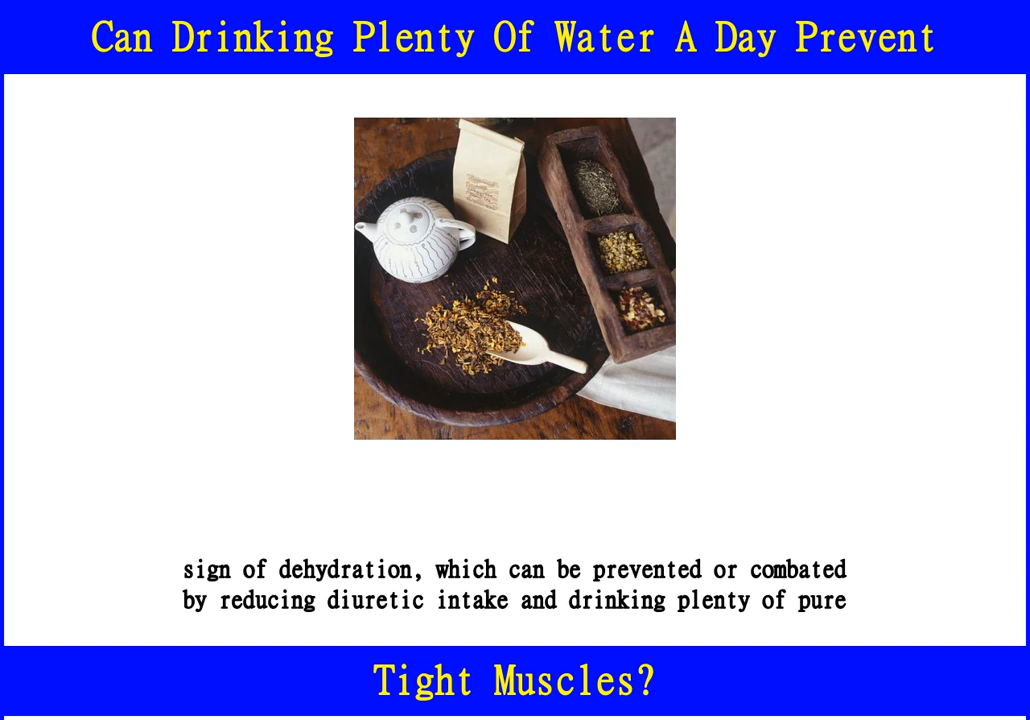 Can Drinking Plenty Of Water A Day Prevent
sign of dehydration, which can be prevented or combated
by reducing diuretic intake and drinking plenty of pure
Tight Muscles?